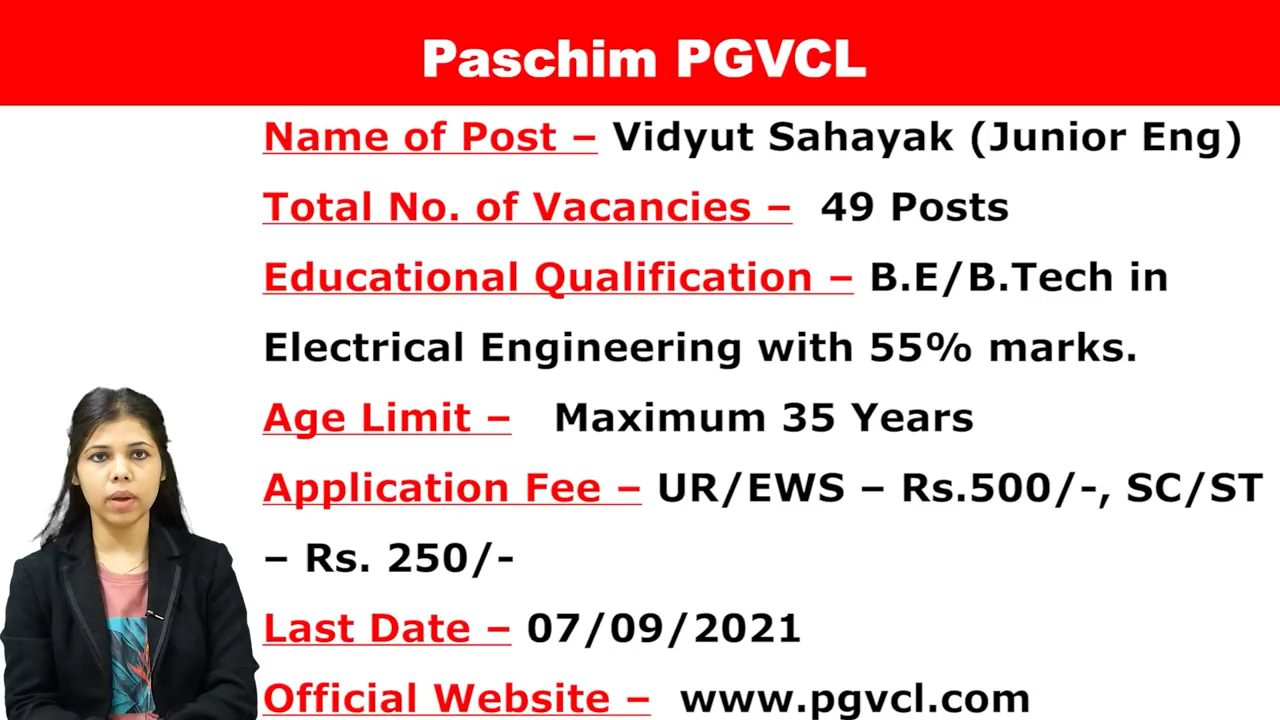 Paschim PGVCL
Name of Post – Vidyut Sahayak (Junior Eng)
Total No. of Vacancies – 49 Posts
Educational Qualification – B.E/B.Tech in
Electrical Engineering with 55% marks.
Age Limit – Maximum 35 Years
Application Fee – UR/EWS – Rs.500/-, SC/ST
– Rs. 250/-
Last Date – 07/09/2021
Official Website – www.pgvcl.com